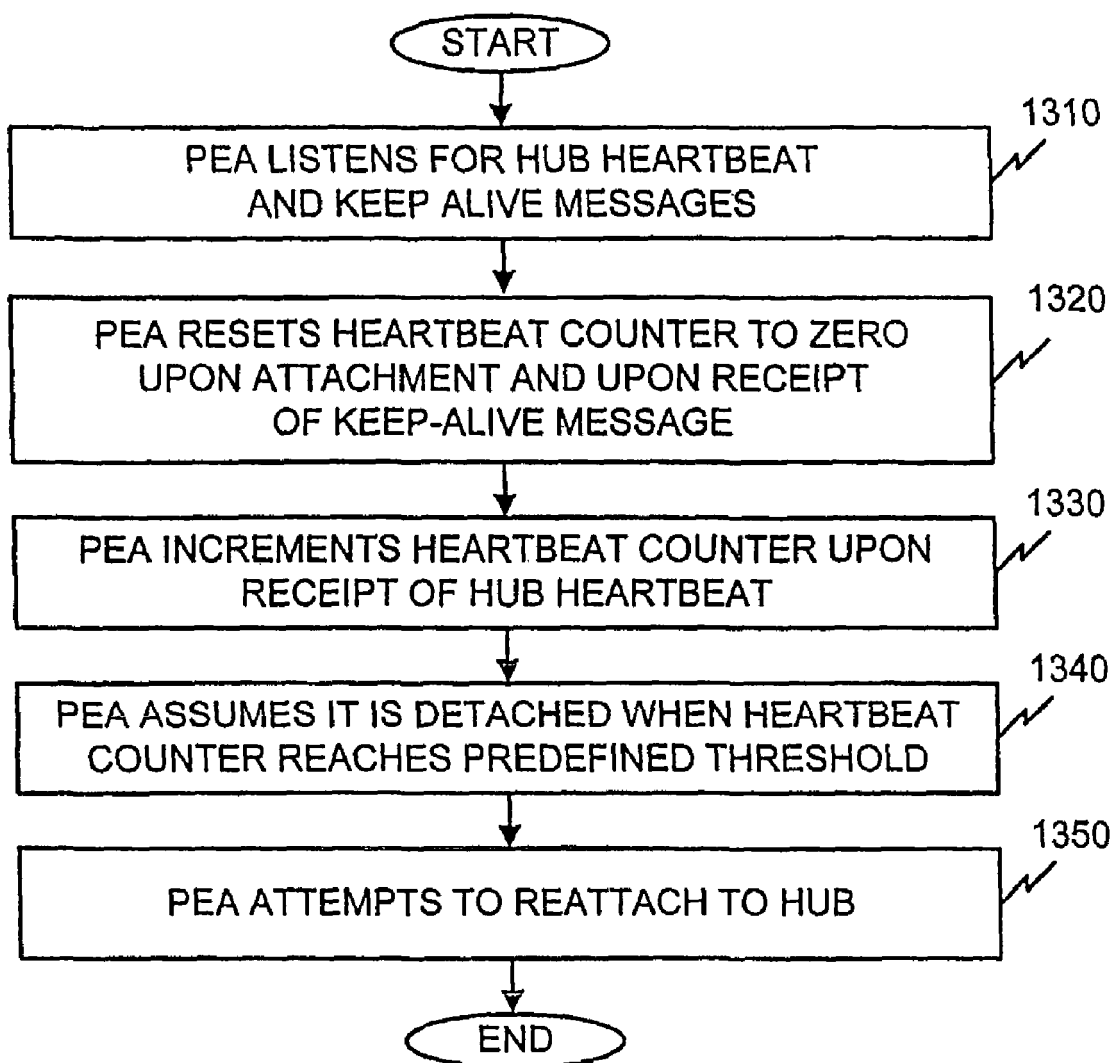 START
1310
PEA LISTENS FOR HUB HEARTBEAT
AND KEEP ALIVE MESSAGES
1320
PEA RESETS HEARTBEAT COUNTER TO ZERO
UPON ATTACHMENT AND UPON RECEIPT
OF KEEP-ALIVE MESSAGE
1330
PEA INCREMENTS HEARTBEAT COUNTER UPON
RECEIPT OF HUB HEARTBEAT
1340
PEA ASSUMES IT IS DETACHED WHEN HEARTBEAT
COUNTER REACHES PREDEFINED THRESHOLD
1350
PEA ATTEMPTS TO REATTACH TO HUB
END